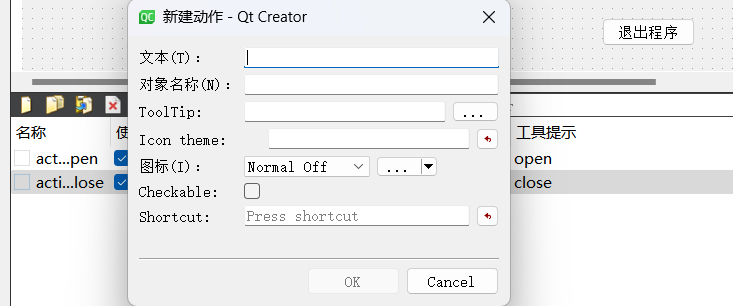 新建动作 - Qt Creator
退出程序
文本(T):
对象名称(N):
ToolTip:
...
Icon theme:
图标(I):
Normal Off
...
Checkable:
Shortcut:
Press shortcut
OK
Cancel
名称
使
工具提示
act...pen
open
acti...lose
close